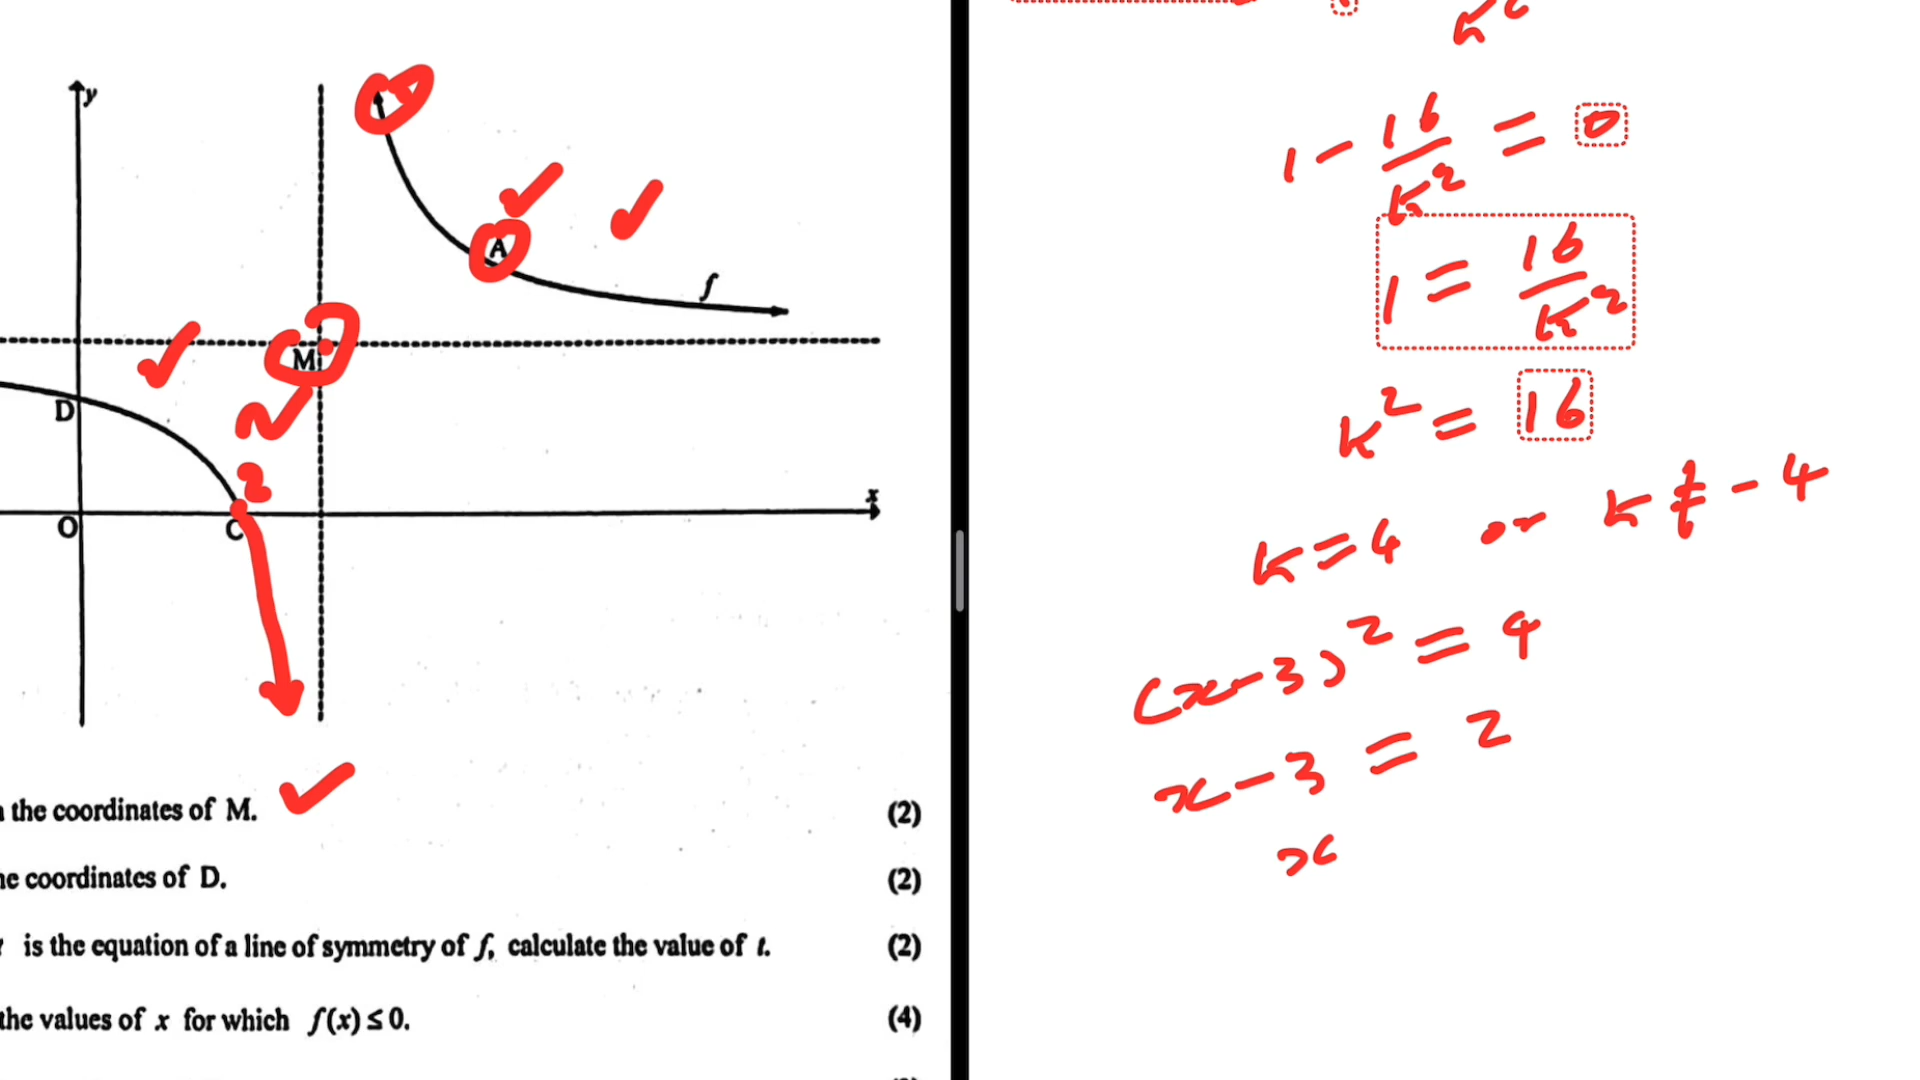 y
A
f
M
D
2
x
O
C
the coordinates of M. (2)
coordinates of D. (2)
is the equation of a line of symmetry of f, calculate the value of t. (2)
the values of x for which f(x) ≤ 0. (4)
1 - 16/k² = 0
1 = 16/k²
k² = 16
k = 4 or k ≠ -4
(x-3)² = 4
x - 3 = 2
x